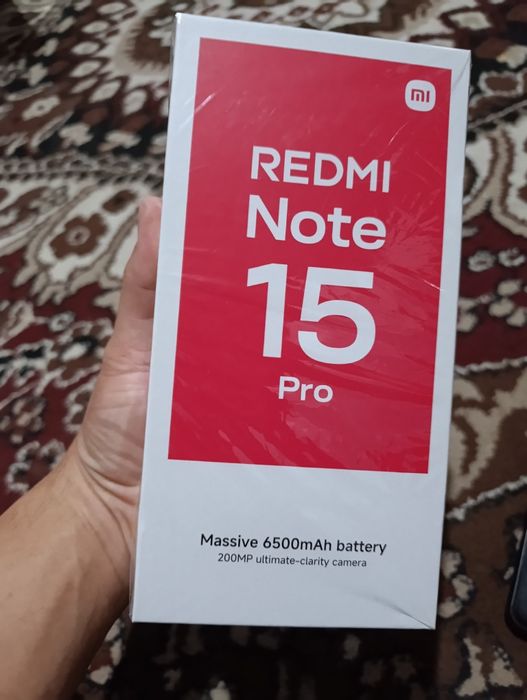 mi
REDMI
Note
15
Pro
Massive 6500mAh battery
200MP ultimate-clarity camera